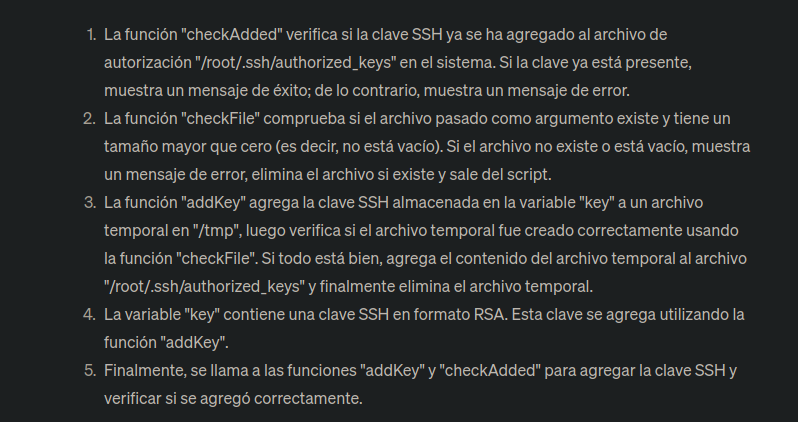 1. La función "checkAdded" verifica si la clave SSH ya se ha agregado al archivo de
autorización "/root/.ssh/authorized_keys" en el sistema. Si la clave ya está presente,
muestra un mensaje de éxito; de lo contrario, muestra un mensaje de error.
2. La función "checkFile" comprueba si el archivo pasado como argumento existe y tiene un
tamaño mayor que cero (es decir, no está vacío). Si el archivo no existe o está vacío, muestra
un mensaje de error, elimina el archivo si existe y sale del script.
3. La función "addKey" agrega la clave SSH almacenada en la variable "key" a un archivo
temporal en "/tmp", luego verifica si el archivo temporal fue creado correctamente usando
la función "checkFile". Si todo está bien, agrega el contenido del archivo temporal al archivo
"/root/.ssh/authorized_keys" y finalmente elimina el archivo temporal.
4. La variable "key" contiene una clave SSH en formato RSA. Esta clave se agrega utilizando la
función "addKey".
5. Finalmente, se llama a las funciones "addKey" y "checkAdded" para agregar la clave SSH y
verificar si se agregó correctamente.